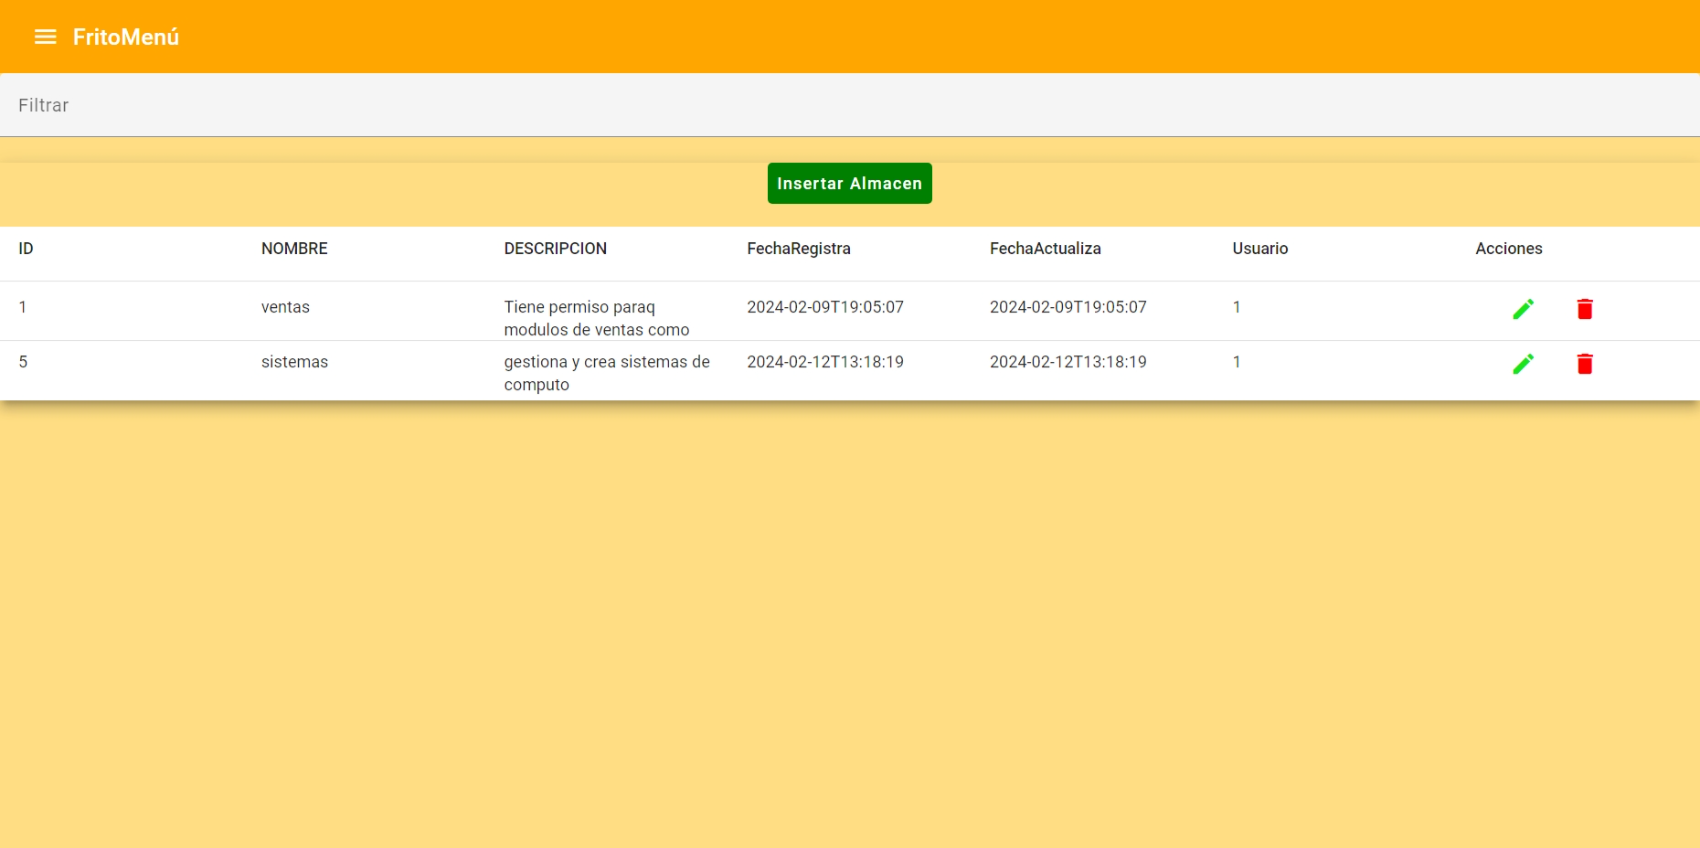 FritoMenú
Filtrar
Insertar Almacen
ID NOMBRE DESCRIPCION FechaRegistra FechaActualiza Usuario Acciones
1 ventas Tiene permiso paraq 2024-02-09T19:05:07 2024-02-09T19:05:07 1
modulos de ventas como
5 sistemas gestiona y crea sistemas de 2024-02-12T13:18:19 2024-02-12T13:18:19 1
computo